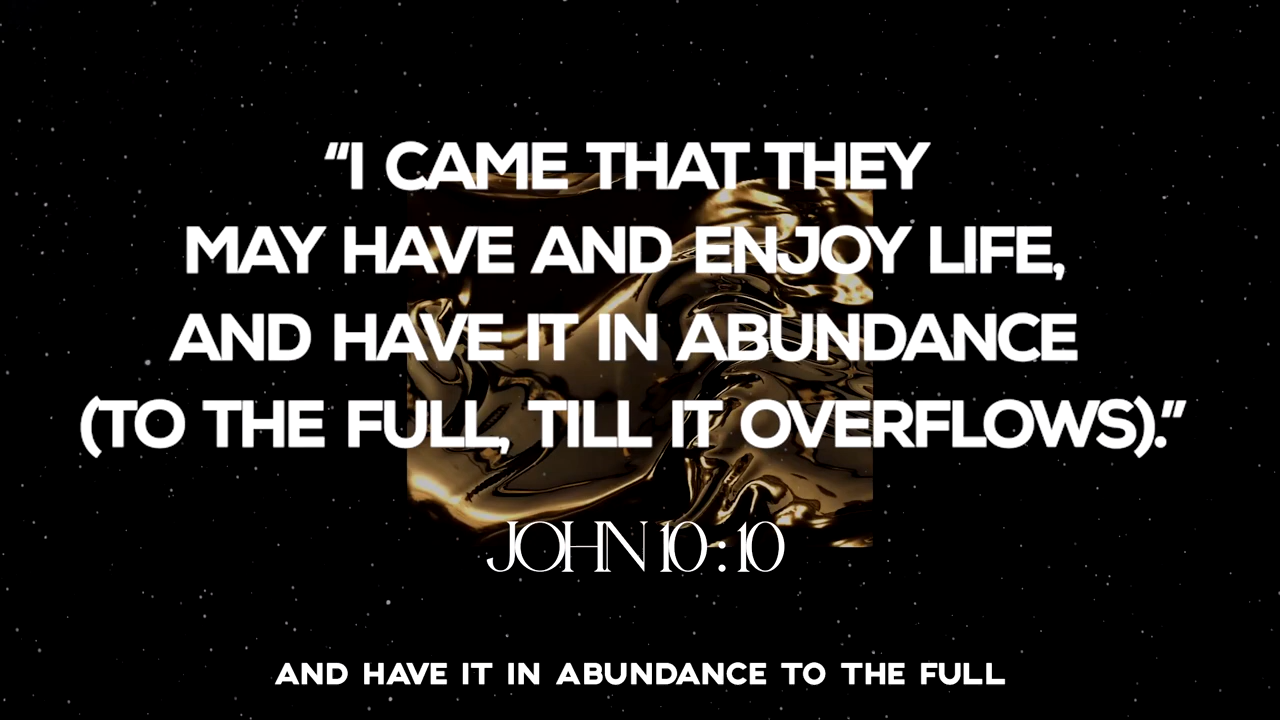 “I CAME THAT THEY
MAY HAVE AND ENJOY LIFE,
AND HAVE IT IN ABUNDANCE
(TO THE FULL, TILL IT OVERFLOWS).”
JOHN 10:10
AND HAVE IT IN ABUNDANCE TO THE FULL